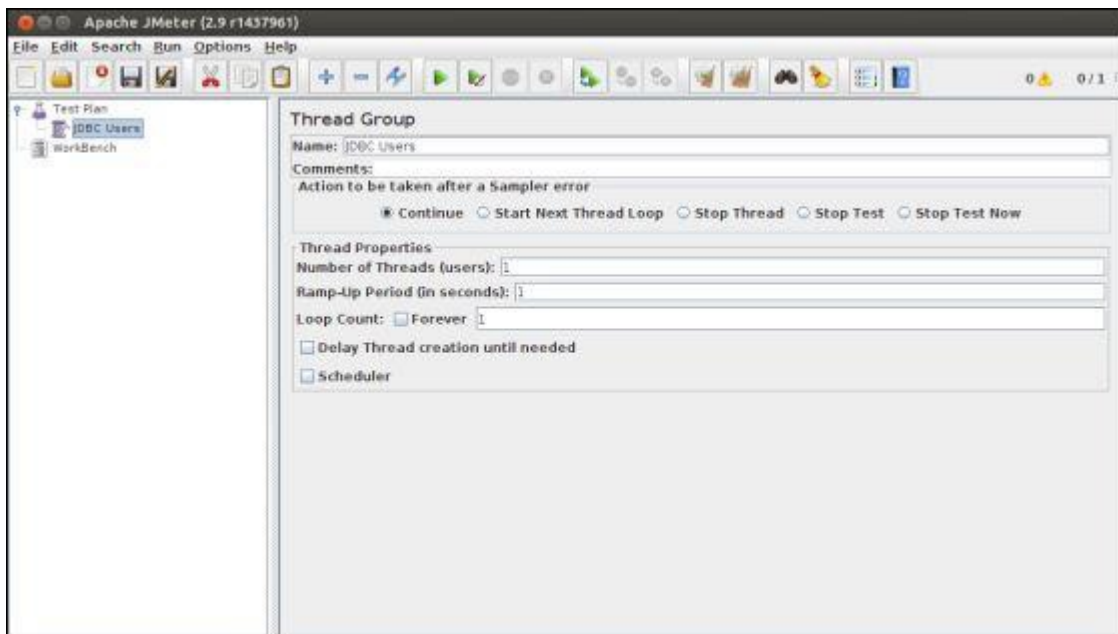 Apache JMeter (2.9 r1437961)
File Edit Search Run Options Help
0 0/1
Test Plan
JDBC Users
WorkBench
Thread Group
Name: JDBC Users
Comments:
Action to be taken after a Sampler error
Continue Start Next Thread Loop Stop Thread Stop Test Stop Test Now
Thread Properties
Number of Threads (users): 1
Ramp-Up Period (in seconds): 1
Loop Count: Forever 1
Delay Thread creation until needed
Scheduler